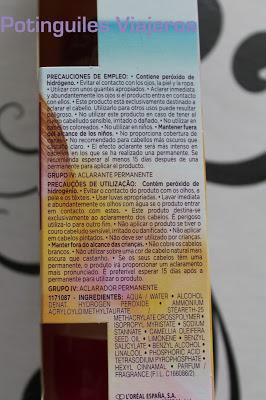 Potinguiles Viajeros
PRECAUCIONES DE EMPLEO: • Contiene peróxido de
hidrógeno. • Evitar el contacto con los ojos, la piel y la ropa.
• Utilizar con unos guantes apropiados. • Aclarar inmediata
y abundantemente los ojos si el producto entra en contacto
con ellos. • Este producto está exclusivamente destinado a
aclarar el cabello. Utilizarlo para otros usos puede resultar
peligroso. • No utilizar este producto en caso de tener el
cuero cabelludo sensible, irritado o dañado. • No utilizar en
cabellos coloreados. • No utilizar en niños. • Mantener fuera
del alcance de los niños. • No proporciona cobertura de
canas. • No recomendado para cabellos más oscuros que
claro. • El efecto aclarante será más intenso en
cabellos en los que se ha realizado una permanente. Se
recomienda esperar al menos 15 días después de una
permanente para aplicar el producto.
GRUPO IV: ACLARANTE PERMANENTE
PRECAUÇÕES DE UTILIZAÇÃO: Contém peróxido de
hidrogénio. • Evitar o contacto do produto com os olhos, a
pele e os têxteis. • Usar luvas apropriadas. • Lavar imediata
e abundantemente os olhos com água se o produto entrar
em contacto com estes. • Este produto destina-se
exclusivamente ao aclaramento dos cabelos. É perigoso
utilizá-lo para outro fim. • Não aplicar o produto se tiver o
couro cabeludo sensível, irritado ou danificado. • Não aplicar
em cabelos pintados. • Não deve ser utilizado por crianças.
• Manter fora do alcance das crianças. • Não cobre os cabelos
brancos. • Não utilizar sobre uma cor de cabelo natural mais
escura que castanho. • Se os seus cabelos têm uma
permanente, o produto irá proporcionar um aclaramento
mais pronunciado. É preferível esperar 15 dias após a
permanente para utilizar o produto.
GRUPO IV: ACLARADOR PERMANENTE
1171087 - INGREDIENTES: AQUA / WATER • ALCOHOL
DENAT. HYDROGEN PEROXIDE • AMMONIUM
ACRYLOYLDIMETHYLTAURATE / STEARETH-25
METHACRYLATE CROSSPOLYMER •
ISOPROPYL MYRISTATE • SODIUM
STANNATE • CAMELLIA OLEIFERA
SEED OIL • LIMONENE • BENZYL
SALICYLATE • BENZYL ALCOHOL •
LINALOOL • PHOSPHORIC ACID •
TETRASODIUM PYROPHOSPHATE •
HEXYL CINNAMAL • PARFUM /
FRAGRANCE (F.I.L. C166086/2)
L'ORÉAL ESPAÑA, S.A.